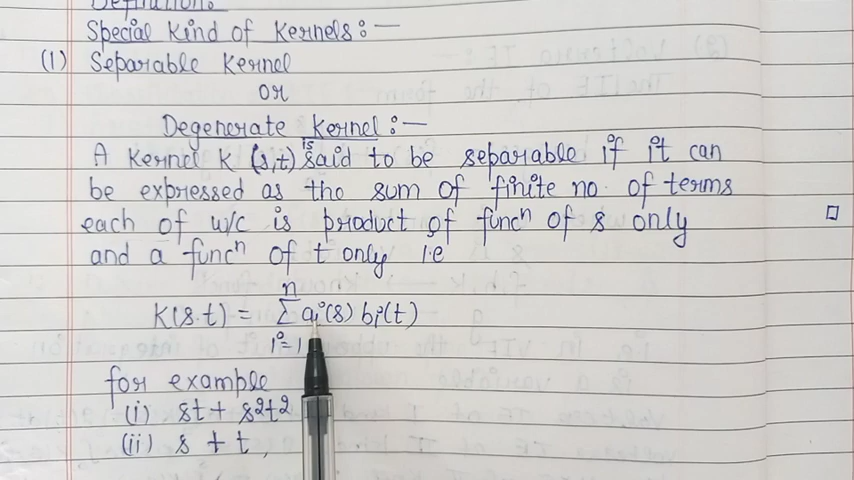 Definition:
Special Kind of Kernels:—
(1) Separable Kernel
or
Degenerate Kernel:—
A Kernel K (s,t) is said to be separable if it can
be expressed as the sum of finite no. of terms
each of w/c is product of funcⁿ of s only
and a funcⁿ of t only i.e
n
K(s.t) = Σ ai(s) bi(t)
i=1
for example
(i) st + s²t²
(ii) s + t,